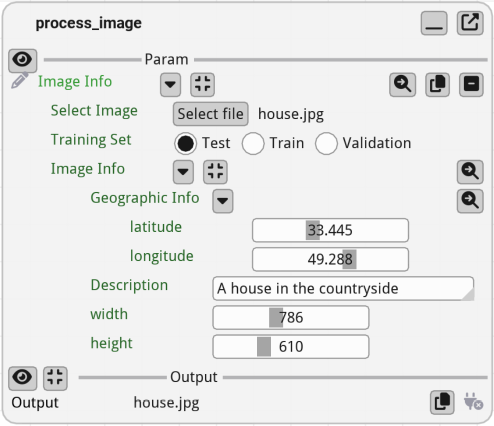 process_image
Param
Image Info
Select Image Select file house.jpg
Training Set Test Train Validation
Image Info
Geographic Info
latitude 33.445
longitude 49.288
Description A house in the countryside
width 786
height 610
Output
Output house.jpg